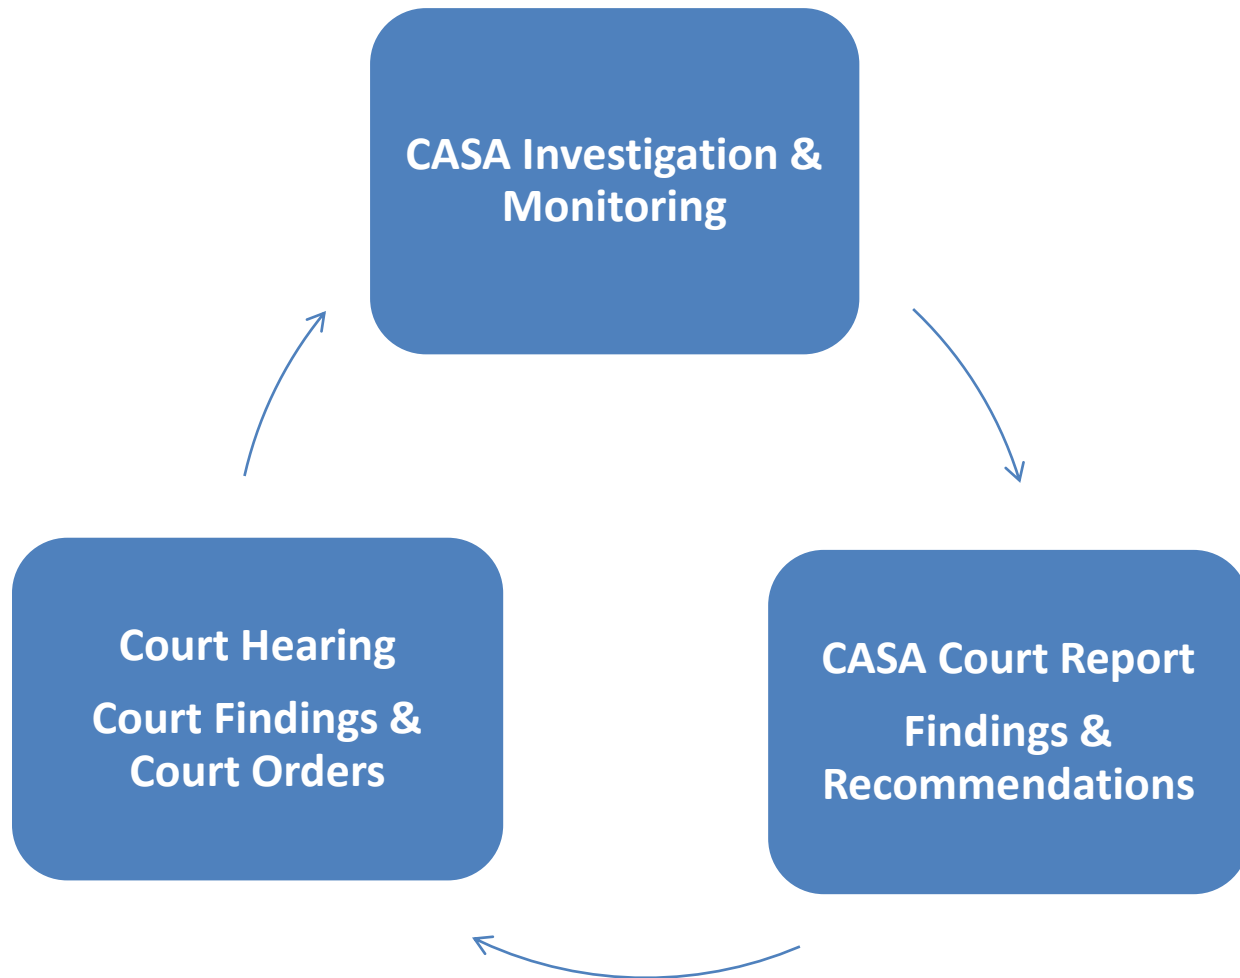 CASA Investigation &
Monitoring
CASA Court Report
Findings &
Recommendations
Court Hearing
Court Findings &
Court Orders